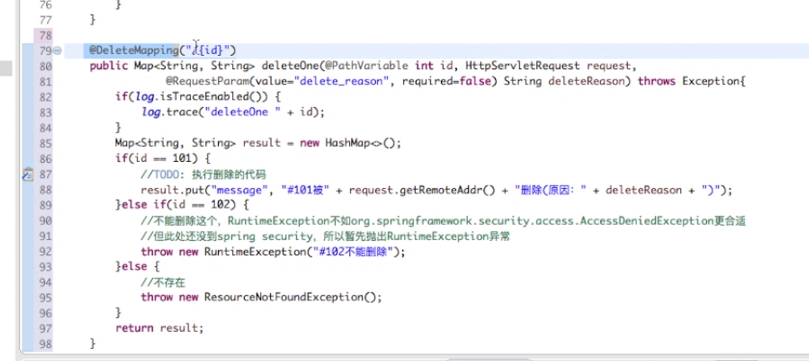 76 }
77 }
78
79 @DeleteMapping("/{id}")
80 public Map<String, String> deleteOne(@PathVariable int id, HttpServletRequest request,
81 @RequestParam(value="delete_reason", required=false) String deleteReason) throws Exception{
82 if(log.isTraceEnabled()) {
83 log.trace("deleteOne " + id);
84 }
85 Map<String, String> result = new HashMap<>();
86 if(id == 101) {
87 //TODO: 执行删除的代码
88 result.put("message", "#101被" + request.getRemoteAddr() + "删除(原因：" + deleteReason + ")");
89 }else if(id == 102) {
90 //不能删除这个，RuntimeException不如org.springframework.security.access.AccessDeniedException更合适
91 //但此处还没到spring security，所以暂先抛出RuntimeException异常
92 throw new RuntimeException("#102不能删除");
93 }else {
94 //不存在
95 throw new ResourceNotFoundException();
96 }
97 return result;
98 }